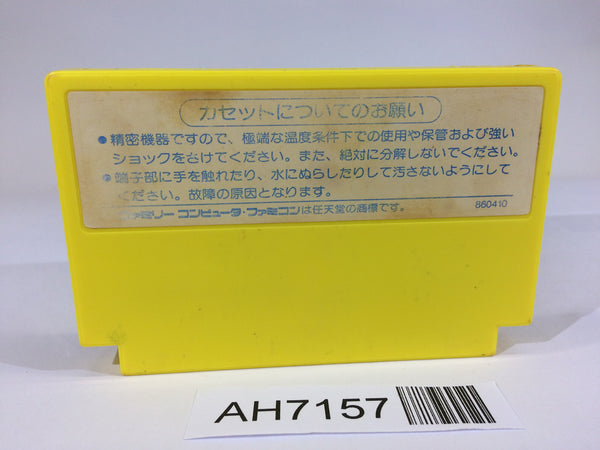 カセットについてのお願い
●精密機器ですので、極端な温度条件下での使用や保管および強い
ショックをさけてください。また、絶対に分解しないでください。
●端子部に手を触れたり、水にぬらしたりして汚さないようにして
ください。故障の原因となります。
ファミリーコンピュータ・ファミコンは任天堂の商標です。
860410
AH7157